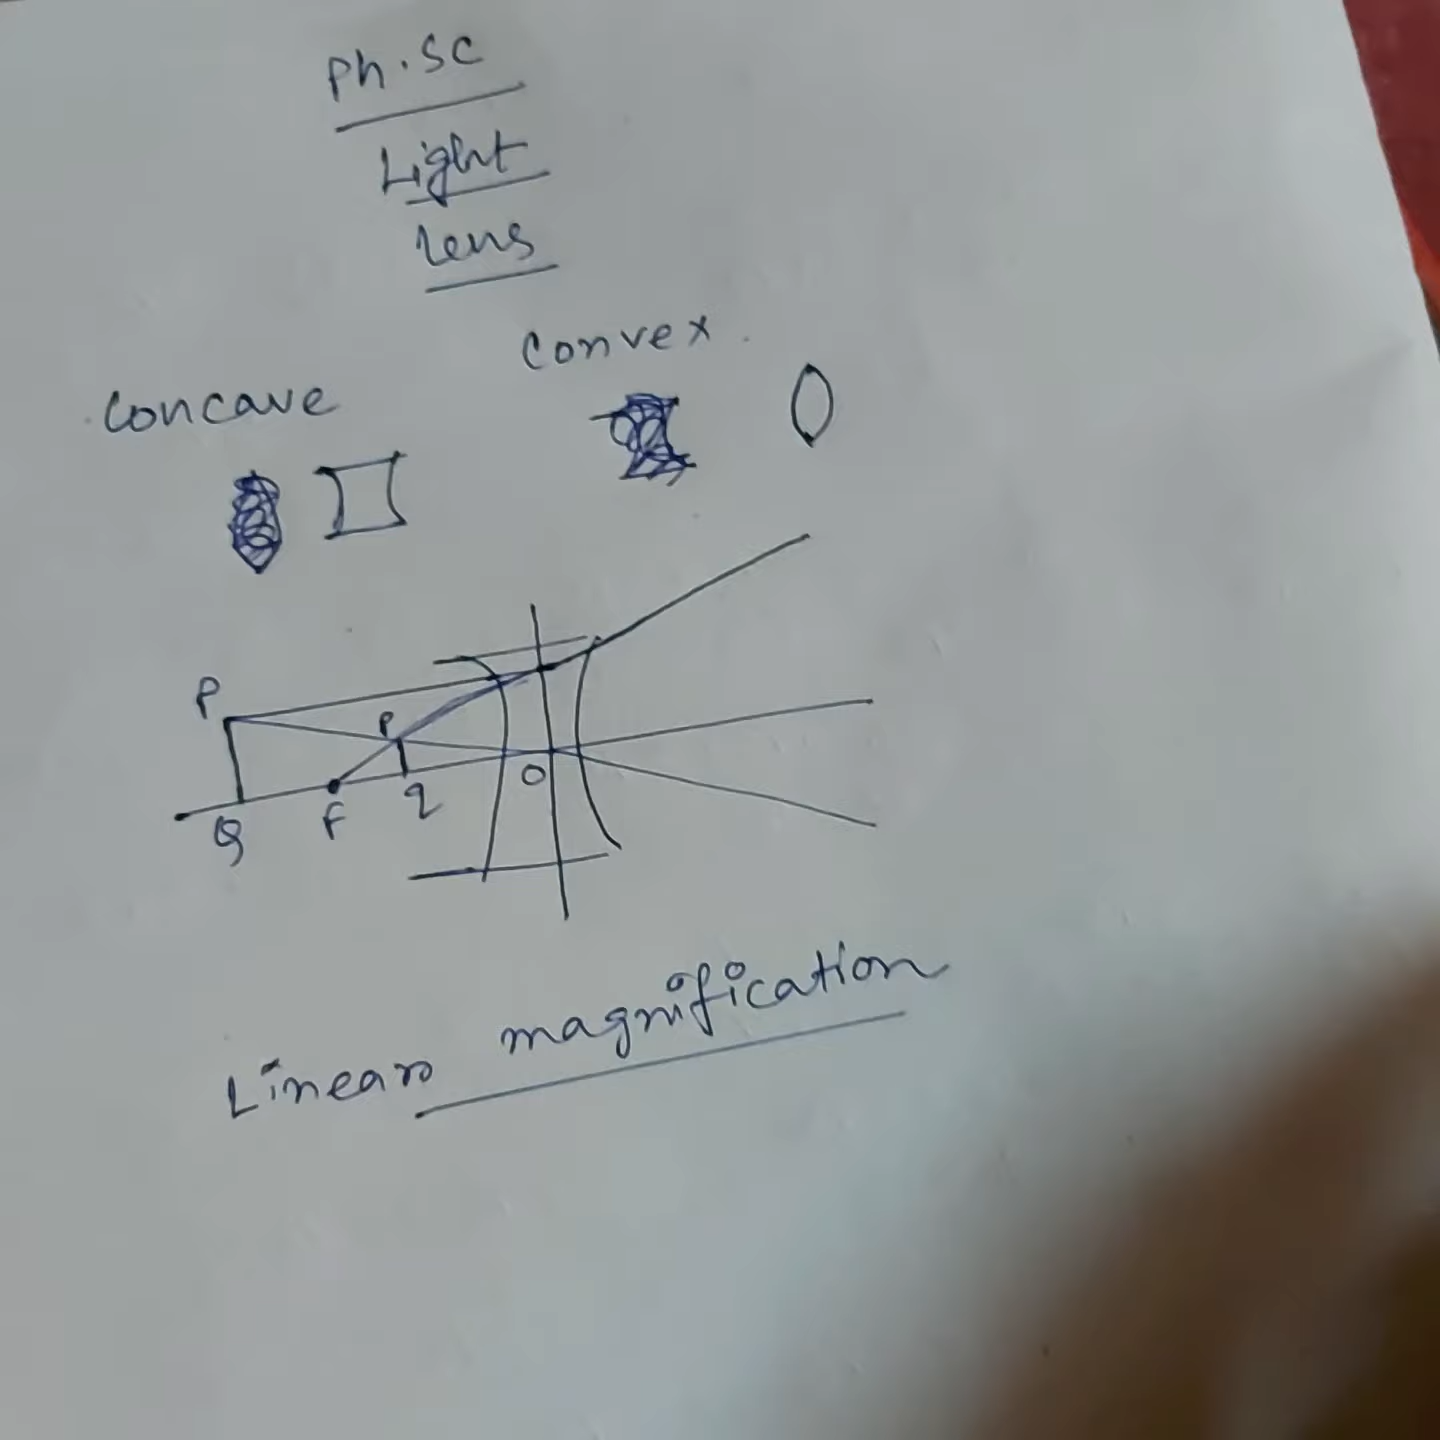 Ph.Sc
Light
Lens
Convex
Concave
P
P
O
Q
F
q
Linear magnification